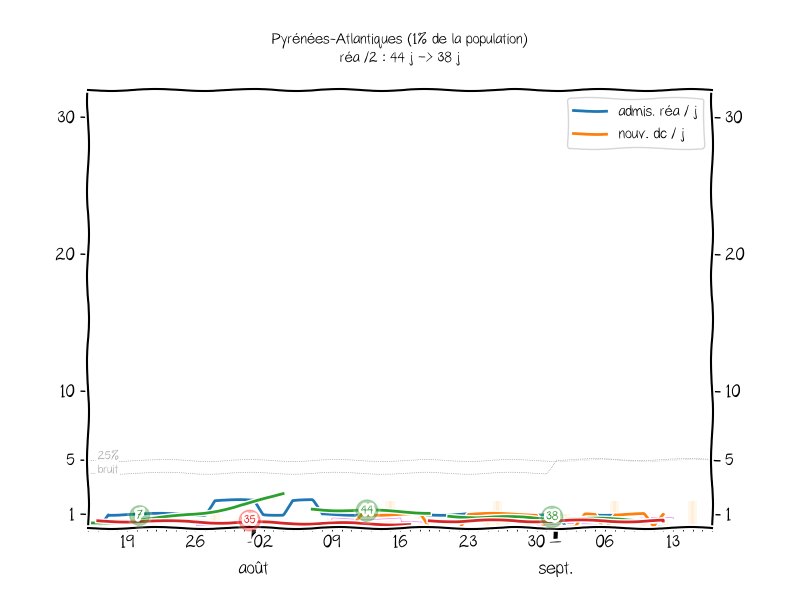 Pyrénées-Atlantiques (1% de la population)
réa /2 : 44 j -> 38 j
admis. réa / j
nouv. dc / j
30 30
20 20
10 10
5 5
1 1
25%
bruit
7 35 44 38
19 26 02 09 16 23 30 06 13
août sept.